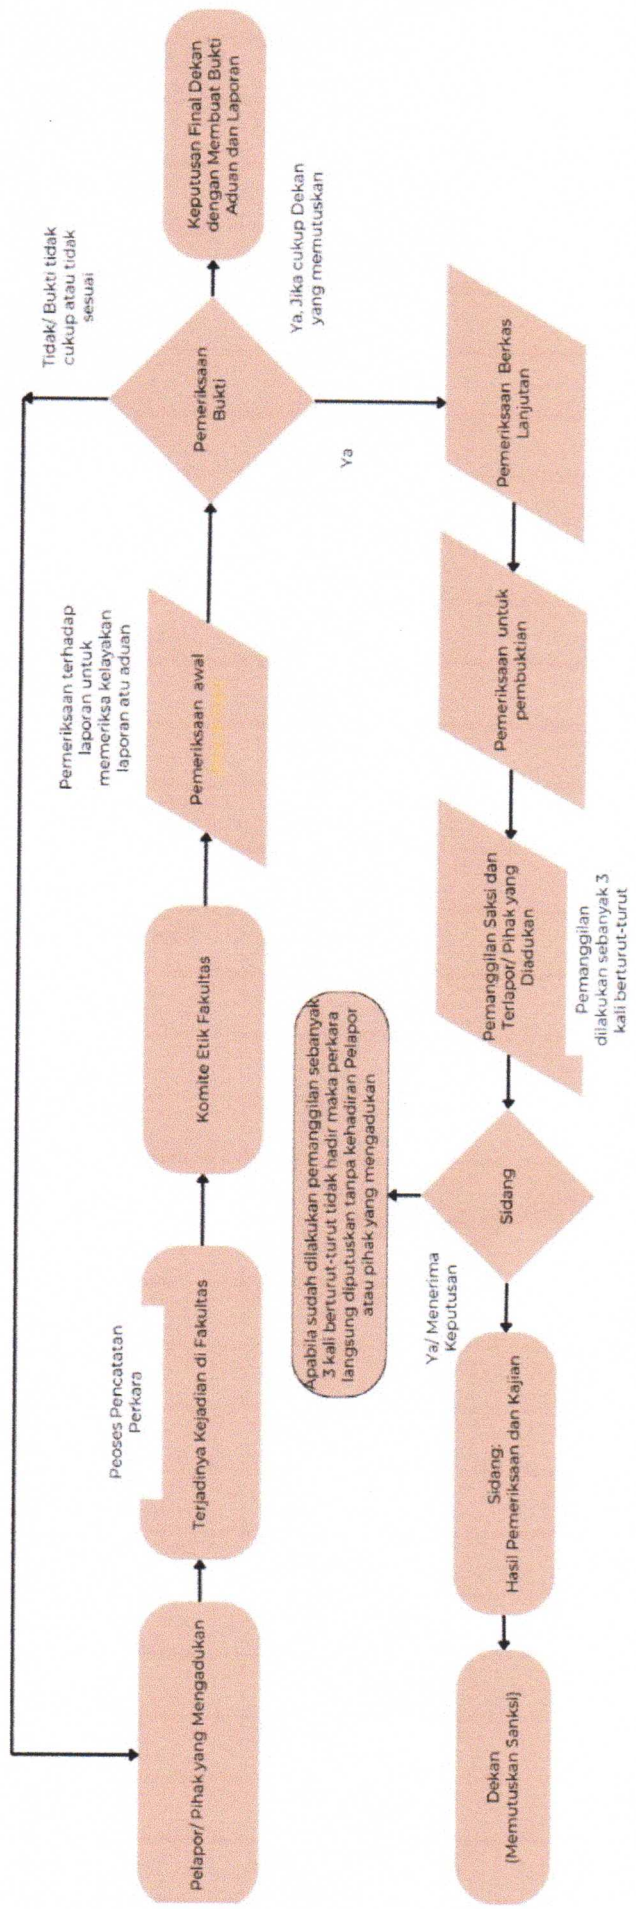 Pelapor/ Pihak yang Mengadukan
Peoses Pencatatan
Perkara
Terjadinya Kejadian di Fakultas
Komite Etik Fakultas
Pemeriksaan terhadap
laporan untuk
memeriksa kelayakan
laporan atu aduan
Pemeriksaan awal
Tidak/ Bukti tidak
cukup atau tidak
sesuai
Pemeriksaan
Bukti
Keputusan Final Dekan
dengan Membuat Bukti
Aduan dan Laporan
Ya, Jika cukup Dekan
yang memutuskan
Ya
Pemeriksaan Berkas
Lanjutan
Pemeriksaan untuk
pembuktian
Pemanggilan Saksi dan
Terlapor/ Pihak yang
Diadukan
Pemanggilan
dilakukan sebanyak 3
kali berturut-turut
Sidang
Apabila sudah dilakukan pemanggilan sebanyak
3 kali berturut-turut tidak hadir maka perkara
langsung diputuskan tanpa kehadiran Pelapor
atau pihak yang mengadukan
Ya/ Menerima
Keputusan
Sidang:
Hasil Pemeriksaan dan Kajian
Dekan
(Memutuskan Sanksi)